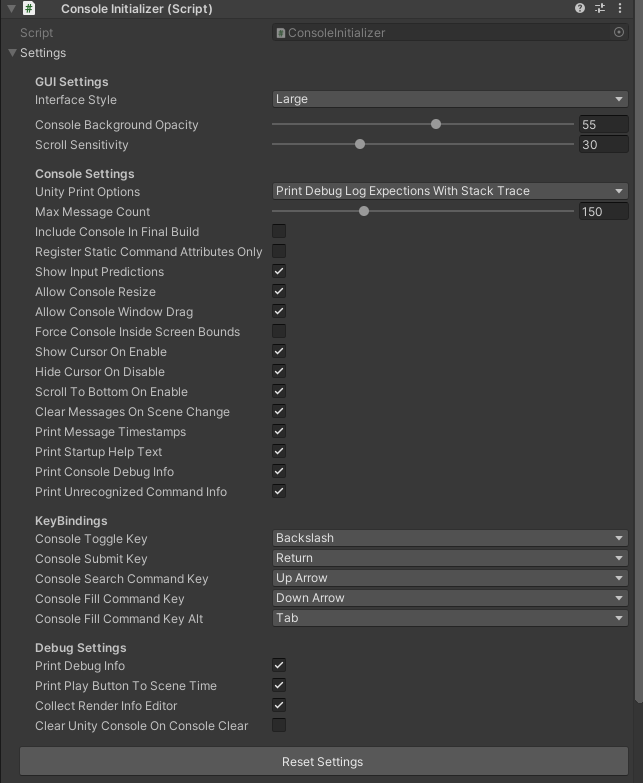 Console Initializer (Script)
Script ConsoleInitializer
Settings
GUI Settings
Interface Style Large
Console Background Opacity 55
Scroll Sensitivity 30
Console Settings
Unity Print Options Print Debug Log Expections With Stack Trace
Max Message Count 150
Include Console In Final Build
Register Static Command Attributes Only
Show Input Predictions
Allow Console Resize
Allow Console Window Drag
Force Console Inside Screen Bounds
Show Cursor On Enable
Hide Cursor On Disable
Scroll To Bottom On Enable
Clear Messages On Scene Change
Print Message Timestamps
Print Startup Help Text
Print Console Debug Info
Print Unrecognized Command Info
KeyBindings
Console Toggle Key Backslash
Console Submit Key Return
Console Search Command Key Up Arrow
Console Fill Command Key Down Arrow
Console Fill Command Key Alt Tab
Debug Settings
Print Debug Info
Print Play Button To Scene Time
Collect Render Info Editor
Clear Unity Console On Console Clear
Reset Settings